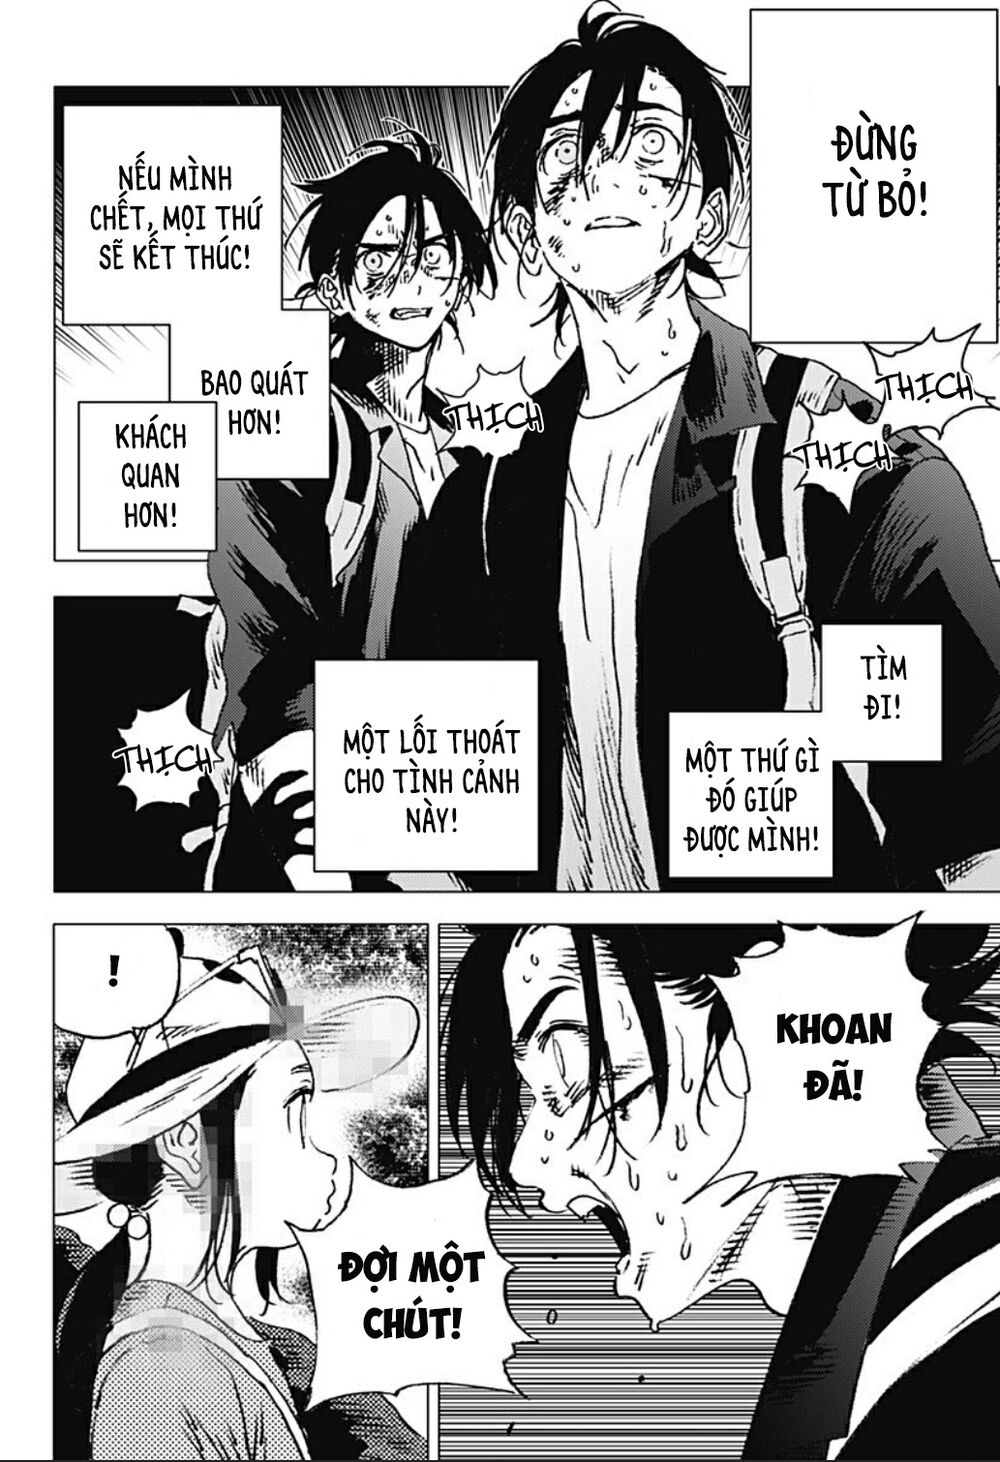 ĐỪNG
TỪ BỎ!
NẾU MÌNH
CHẾT, MỌI THỨ
SẼ KẾT THÚC!
BAO QUÁT
HƠN!
KHÁCH
QUAN
HƠN!
THỊCH
THỊCH
THỊCH
TÌM
ĐI!
MỘT THỨ GÌ
ĐÓ GIÚP
ĐƯỢC MÌNH!
MỘT LỐI THOÁT
CHO TÌNH CẢNH
NÀY!
THỊCH
KHOAN
ĐÃ!
ĐỢI MỘT
CHÚT!
!